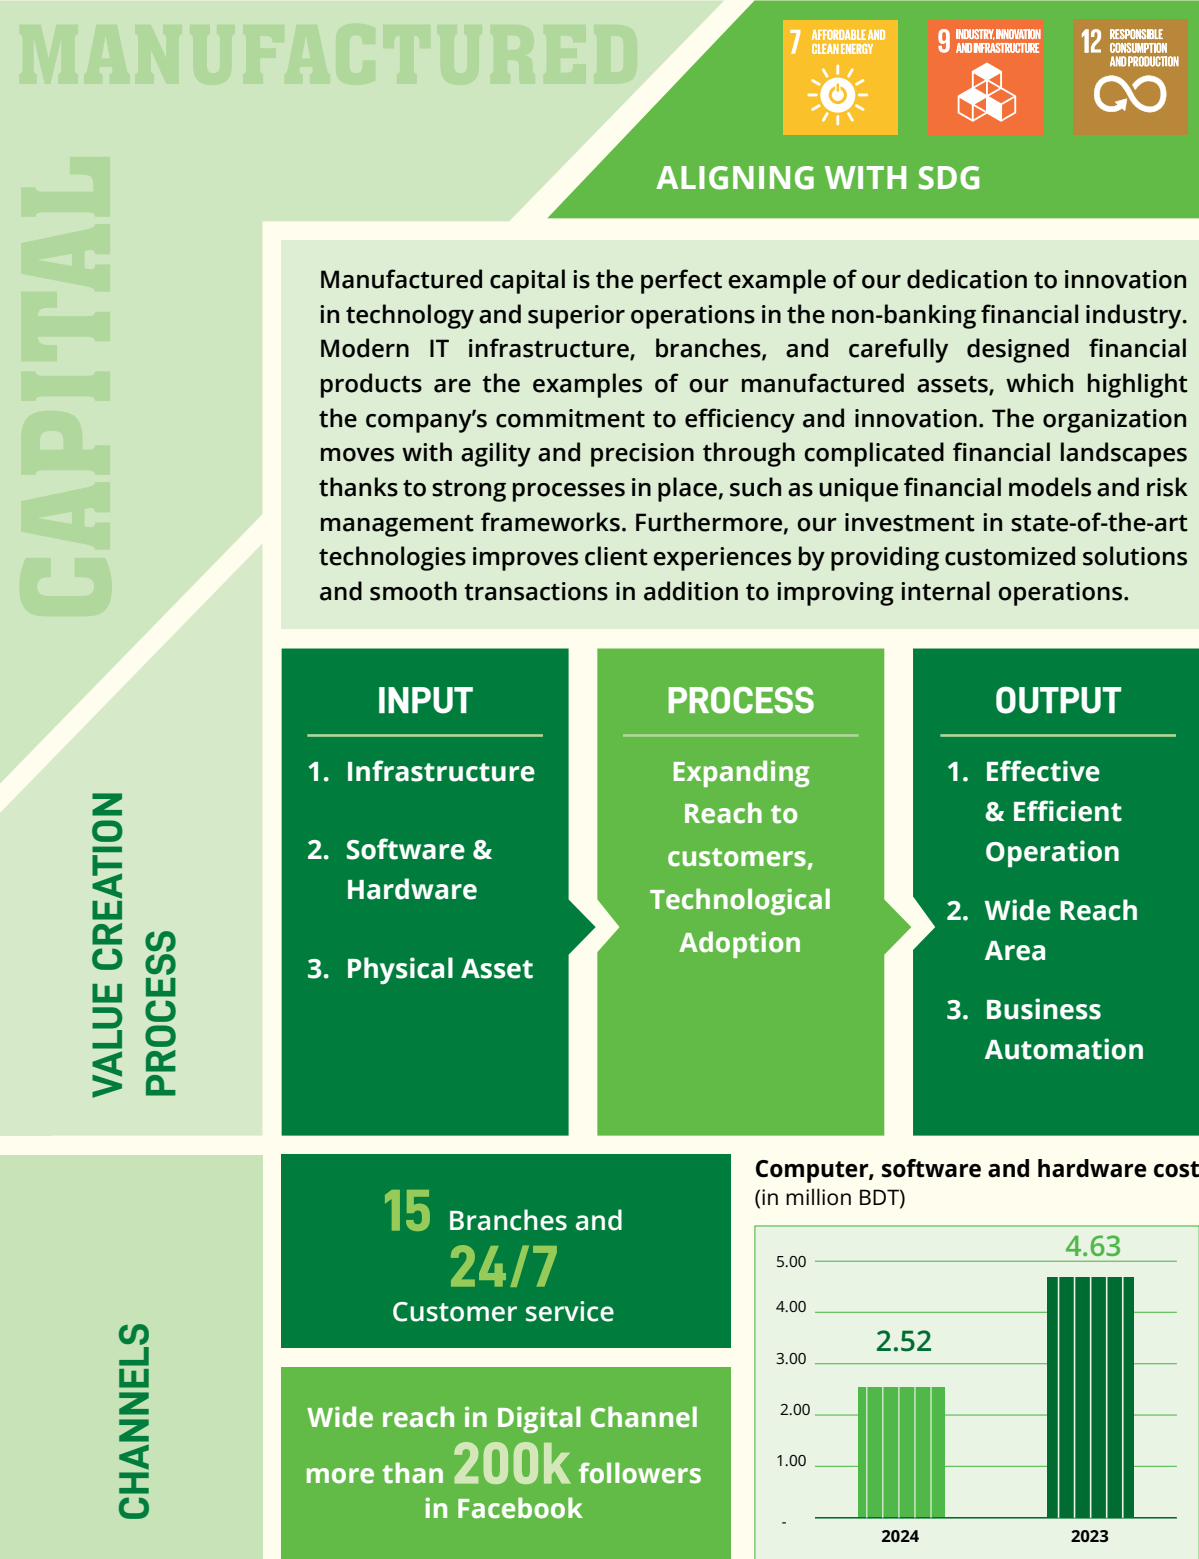 MANUFACTURED
CAPITAL
7 AFFORDABLE AND
CLEAN ENERGY
9 INDUSTRY, INNOVATION
AND INFRASTRUCTURE
12 RESPONSIBLE
CONSUMPTION
AND PRODUCTION
ALIGNING WITH SDG
Manufactured capital is the perfect example of our dedication to innovation
in technology and superior operations in the non-banking financial industry.
Modern IT infrastructure, branches, and carefully designed financial
products are the examples of our manufactured assets, which highlight
the company's commitment to efficiency and innovation. The organization
moves with agility and precision through complicated financial landscapes
thanks to strong processes in place, such as unique financial models and risk
management frameworks. Furthermore, our investment in state-of-the-art
technologies improves client experiences by providing customized solutions
and smooth transactions in addition to improving internal operations.
VALUE CREATION
PROCESS
INPUT
1. Infrastructure
2. Software &
Hardware
3. Physical Asset
PROCESS
Expanding
Reach to
customers,
Technological
Adoption
OUTPUT
1. Effective
& Efficient
Operation
2. Wide Reach
Area
3. Business
Automation
CHANNELS
15 Branches and
24/7
Customer service
Wide reach in Digital Channel
more than 200k followers
in Facebook
Computer, software and hardware cost
(in million BDT)
5.00
4.00
3.00
2.00
1.00
-
2.52
4.63
2024
2023